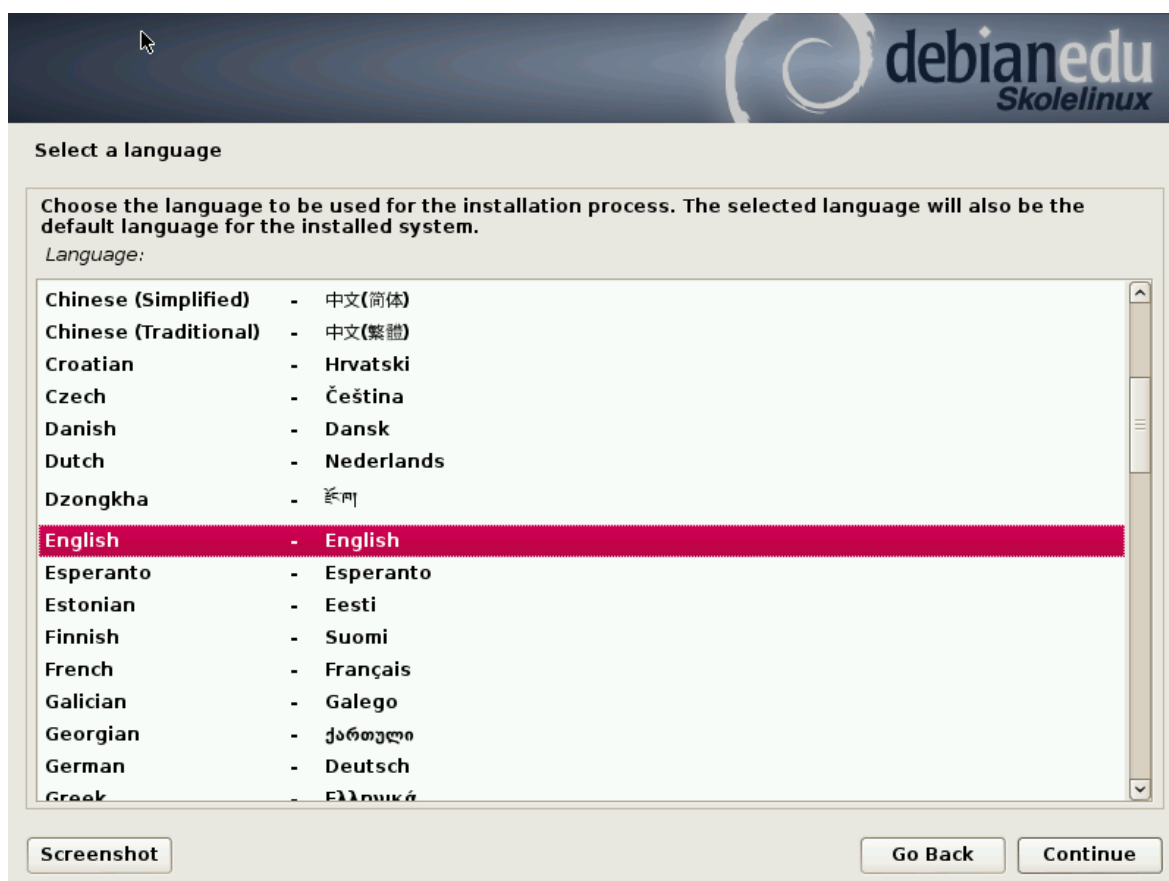 debianedu
Skolelinux
Select a language
Choose the language to be used for the installation process. The selected language will also be the
default language for the installed system.
Language:
Chinese (Simplified) - 中文(简体)
Chinese (Traditional) - 中文(繁體)
Croatian - Hrvatski
Czech - Čeština
Danish - Dansk
Dutch - Nederlands
Dzongkha - རྫོང་ཁ།
English - English
Esperanto - Esperanto
Estonian - Eesti
Finnish - Suomi
French - Français
Galician - Galego
Georgian - ქართული
German - Deutsch
Greek - Ελληνικά
Screenshot Go Back Continue